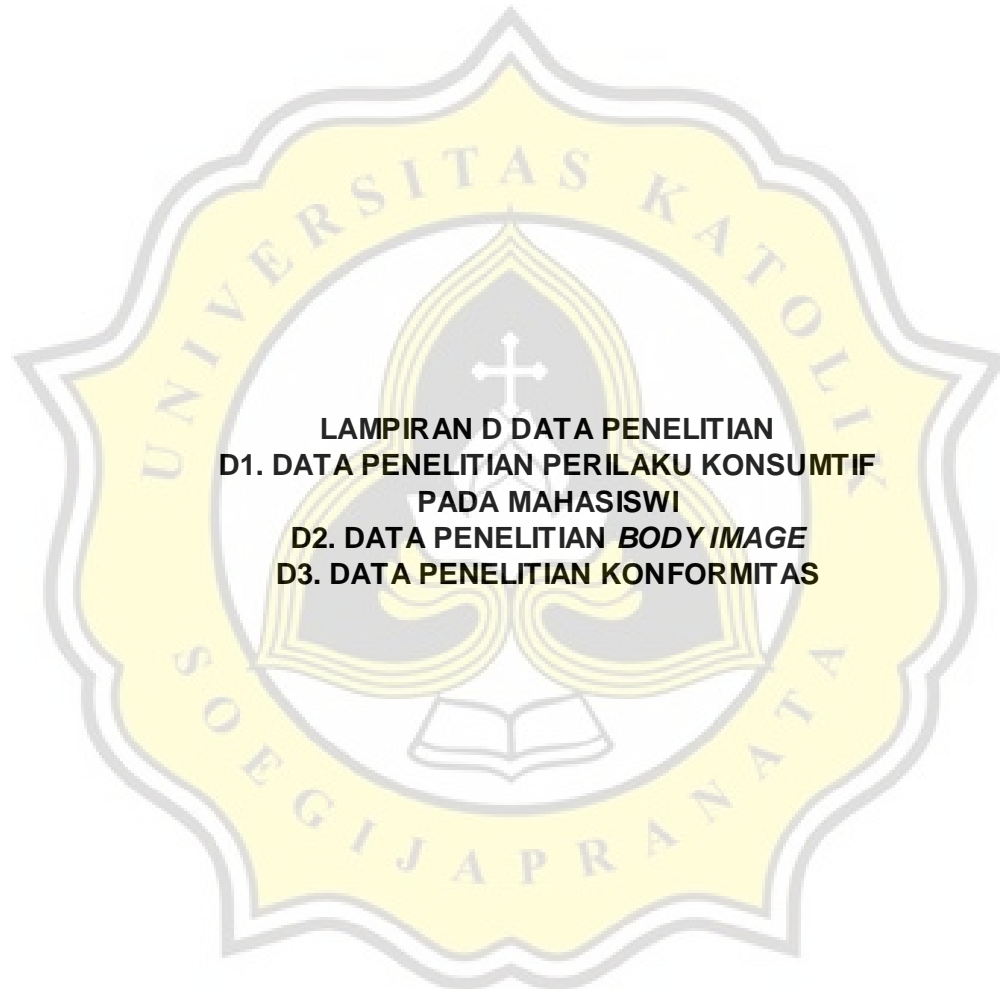 UNIVERSITAS KATOLIK
LAMPIRAN D DATA PENELITIAN
D1. DATA PENELITIAN PERILAKU KONSUMTIF
PADA MAHASISWI
D2. DATA PENELITIAN BODY IMAGE
D3. DATA PENELITIAN KONFORMITAS
SOEGIJAPRANATA